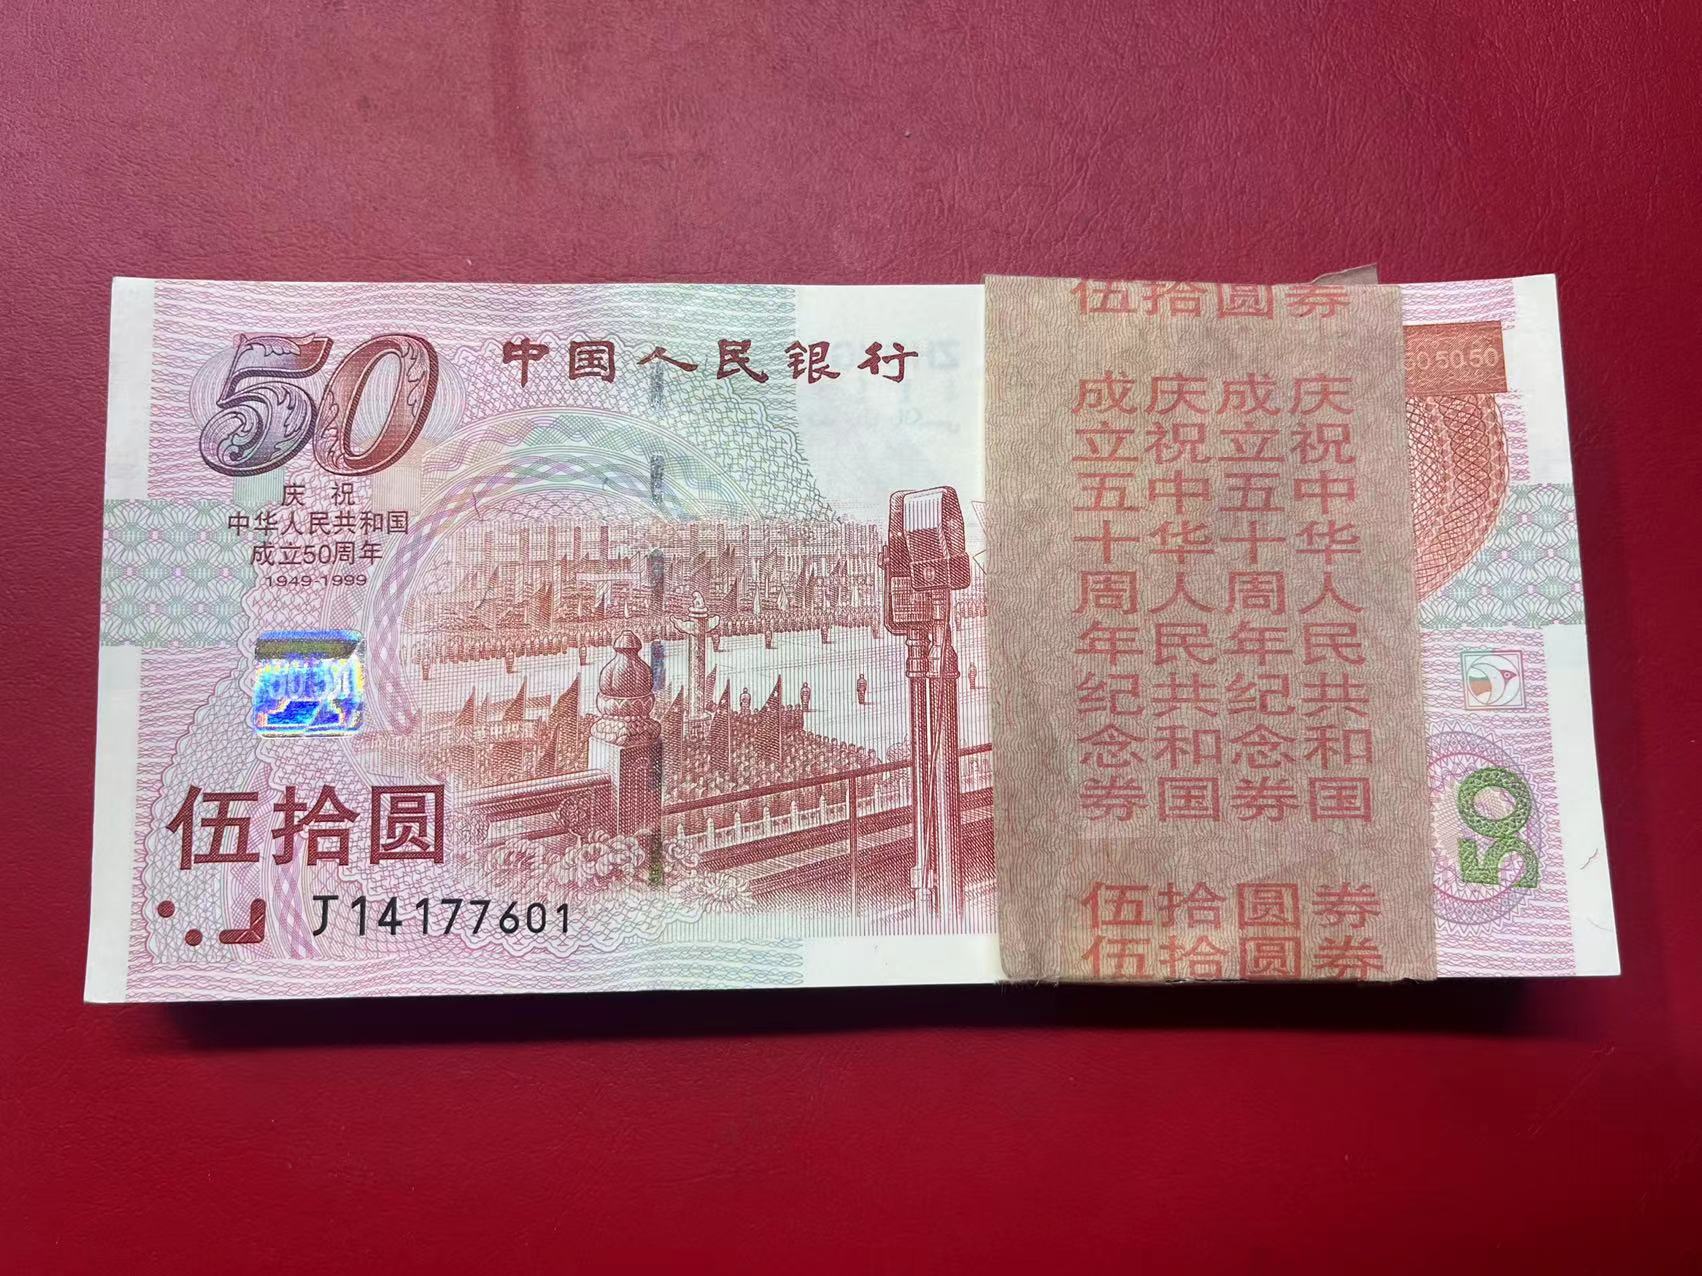 50
中国人民银行
庆祝
中华人民共和国
成立50周年
1949-1999
伍拾圆
J14177601
伍拾圆券
庆祝中华人民共和国
成立五十周年纪念券
庆祝中华人民共和国
成立五十周年纪念券
伍拾圆券
伍拾圆券
50 50 50
50